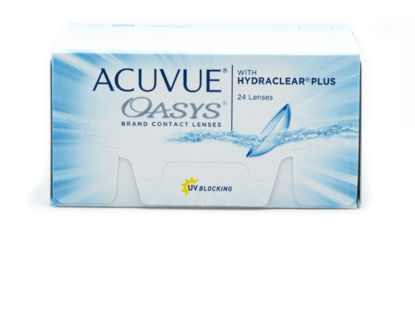 ACUVUE®
OASYS®
BRAND CONTACT LENSES
WITH
HYDRACLEAR® PLUS
24 Lenses
UV BLOCKING